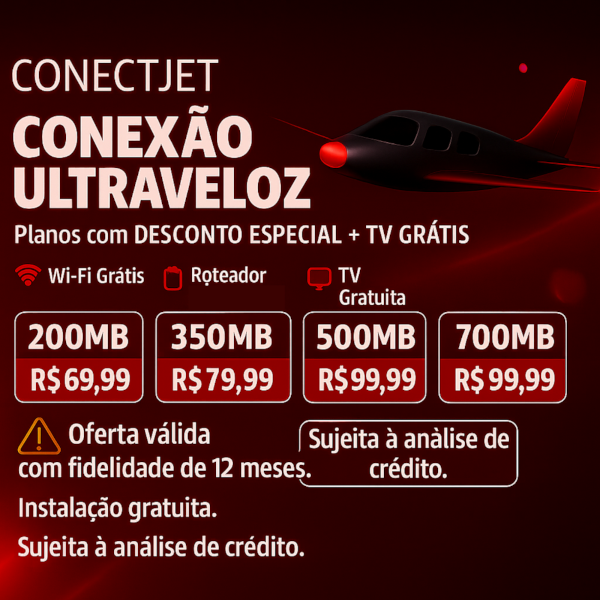 CONECTJET
CONEXÃO
ULTRAVELOZ
Planos com DESCONTO ESPECIAL + TV GRÁTIS
Wi-Fi Grátis
Rọteador
TV
Gratuita
200MB
R$69,99
350MB
R$79,99
500MB
R$99,99
700MB
R$99,99
Oferta válida
com fidelidade de 12 meses.
Sujeita à anàlise de
crédito.
Instalação gratuita.
Sujeita à análise de crédito.